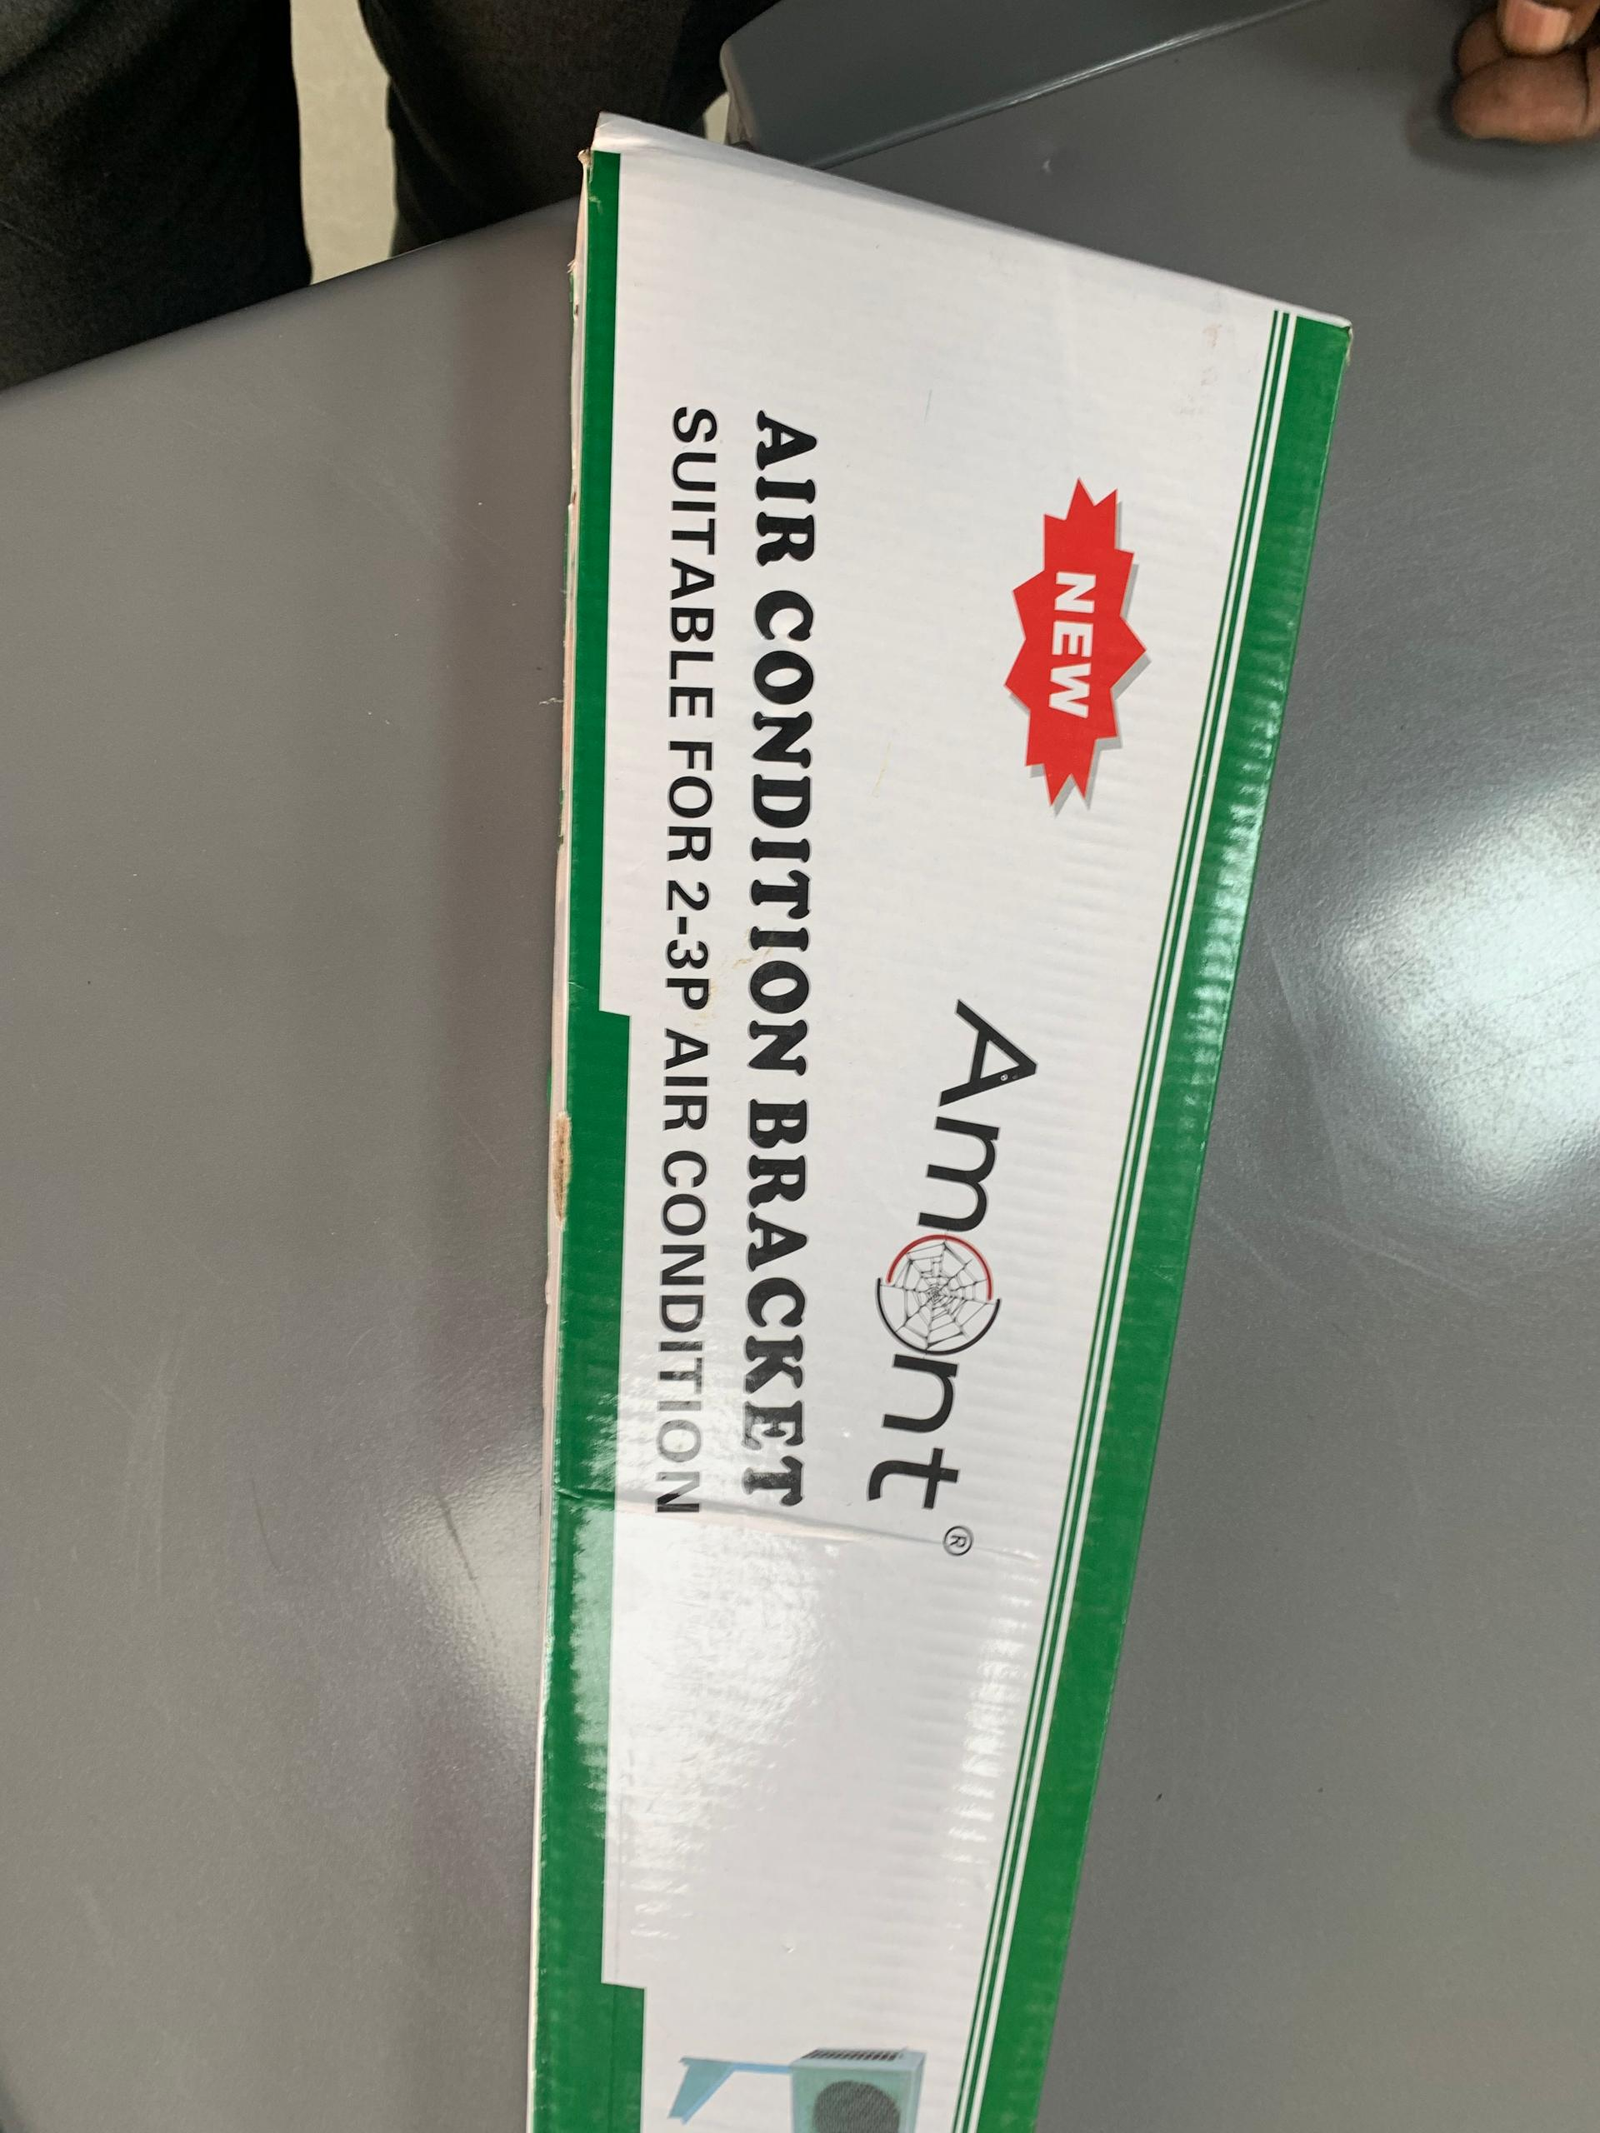 NEW
Amont®
AIR CONDITION BRACKET
SUITABLE FOR 2-3P AIR CONDITION